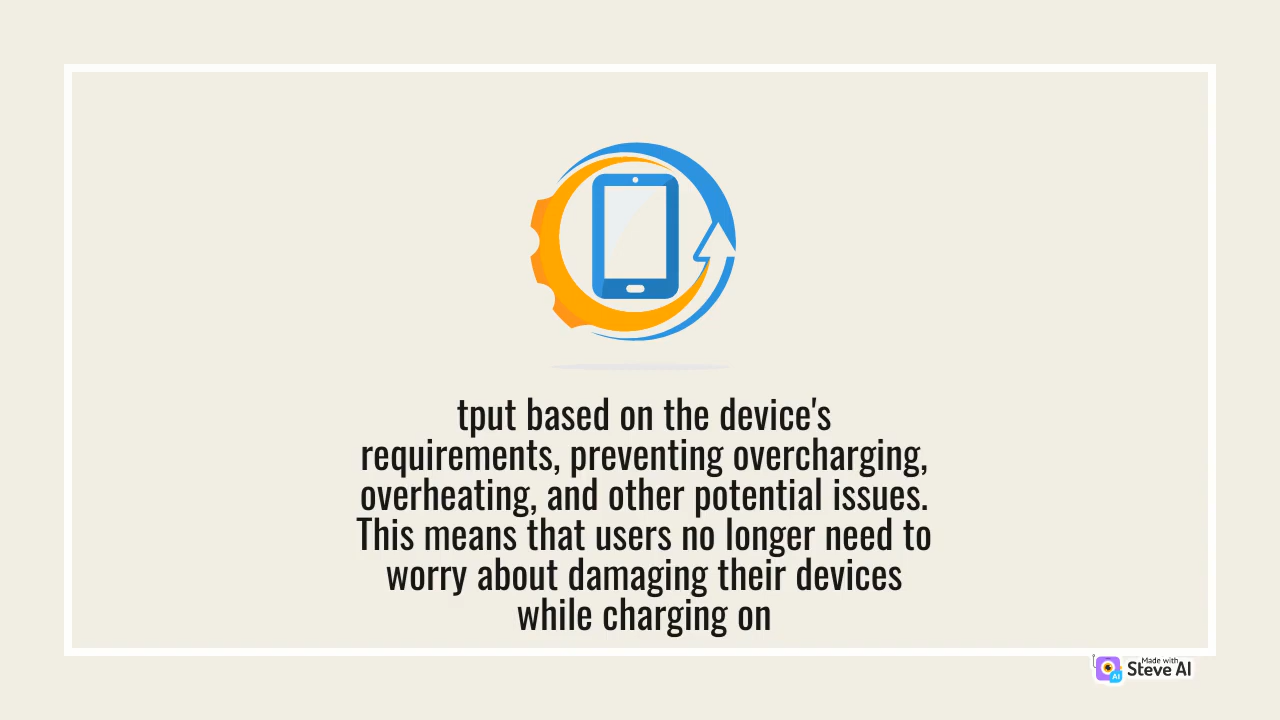 tput based on the device's
requirements, preventing overcharging,
overheating, and other potential issues.
This means that users no longer need to
worry about damaging their devices
while charging on
Made with
Steve AI
AI